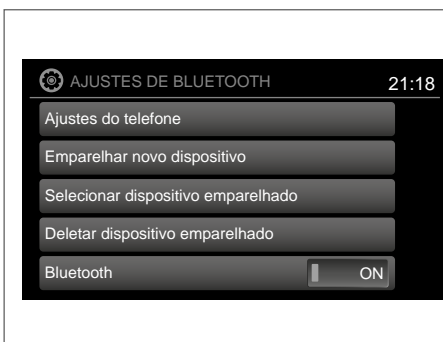 AJUSTES DE BLUETOOTH 21:18
Ajustes do telefone
Emparelhar novo dispositivo
Selecionar dispositivo emparelhado
Deletar dispositivo emparelhado
Bluetooth ON